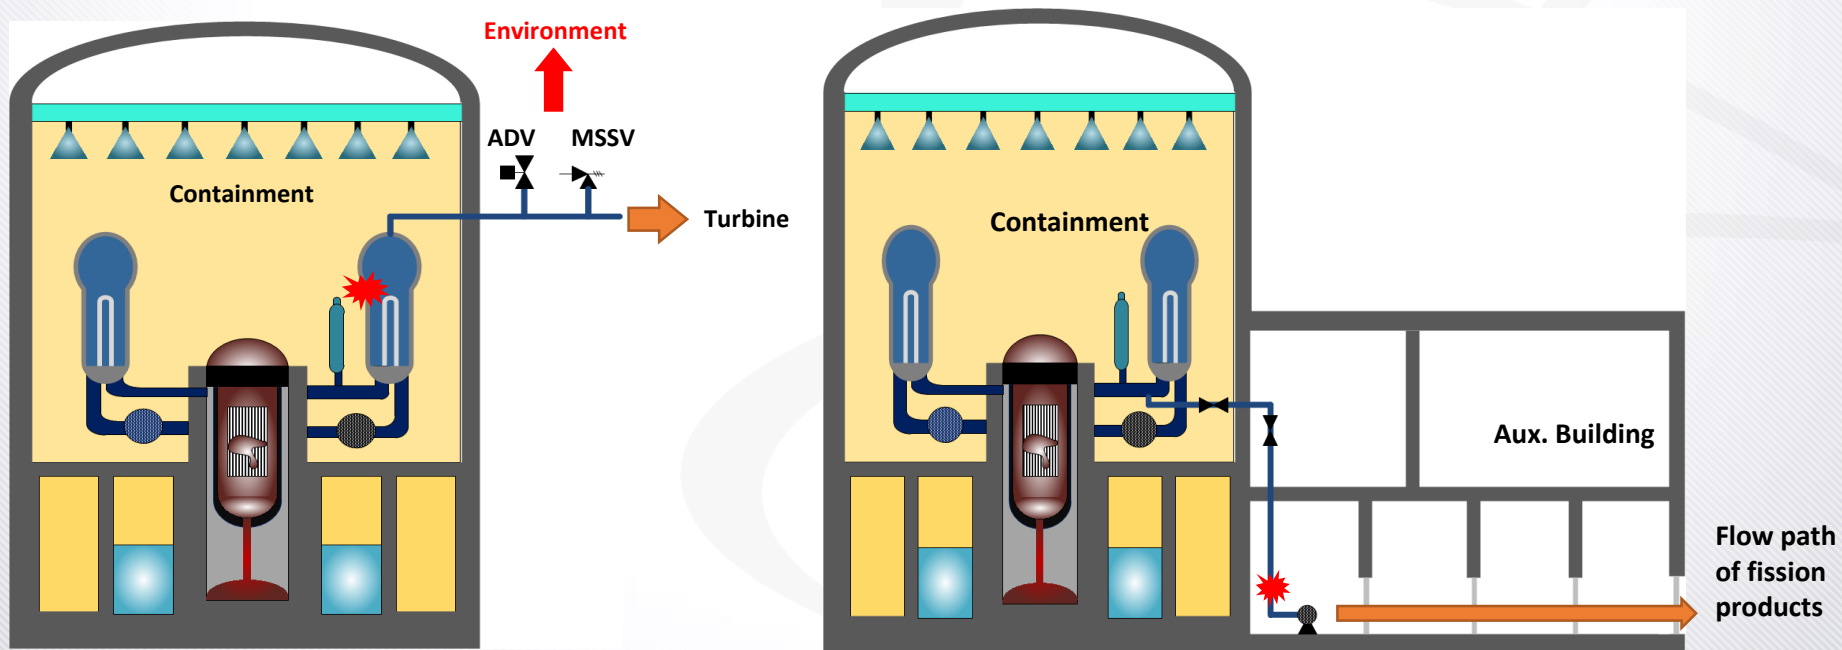 Environment
ADV
MSSV
Containment
Turbine
Containment
Aux. Building
Flow path
of fission
products